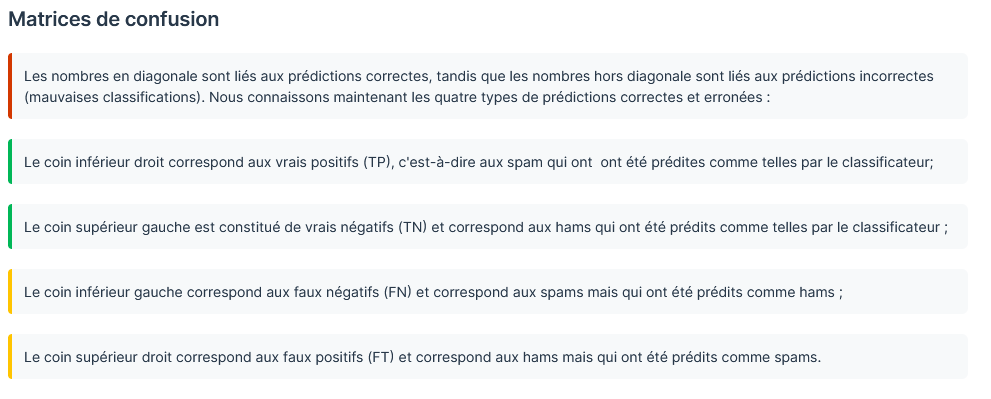 Matrices de confusion
Les nombres en diagonale sont liés aux prédictions correctes, tandis que les nombres hors diagonale sont liés aux prédictions incorrectes
(mauvaises classifications). Nous connaissons maintenant les quatre types de prédictions correctes et erronées :
Le coin inférieur droit correspond aux vrais positifs (TP), c'est-à-dire aux spam qui ont  ont été prédites comme telles par le classificateur;
Le coin supérieur gauche est constitué de vrais négatifs (TN) et correspond aux hams qui ont été prédits comme telles par le classificateur ;
Le coin inférieur gauche correspond aux faux négatifs (FN) et correspond aux spams mais qui ont été prédits comme hams ;
Le coin supérieur droit correspond aux faux positifs (FT) et correspond aux hams mais qui ont été prédits comme spams.